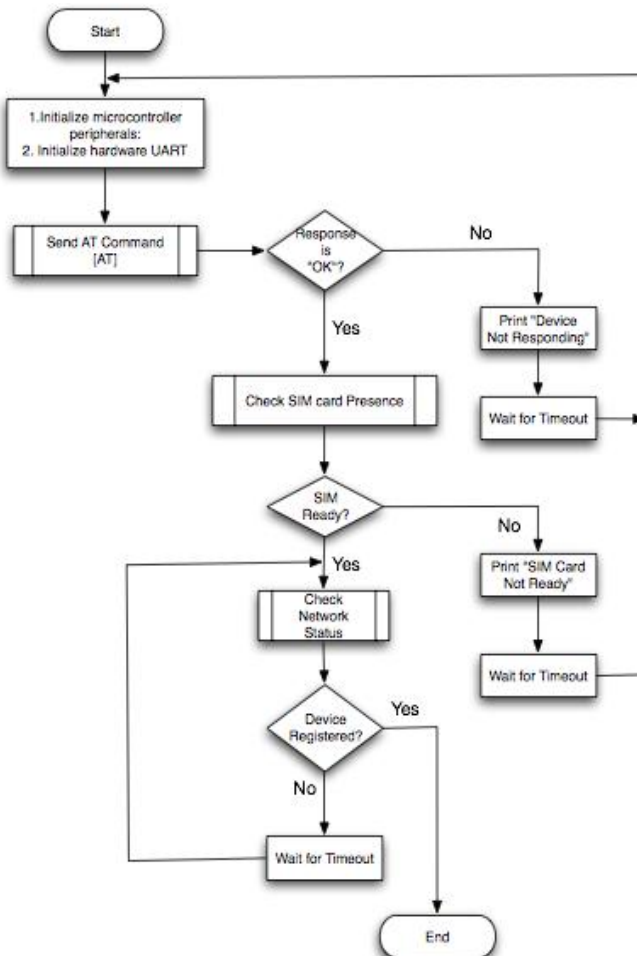 Start
1.Initialize microcontroller
peripherals:
2. Initialize hardware UART
Send AT Command
[AT]
Response
is
"OK"?
No
Yes
Print "Device
Not Responding"
Wait for Timeout
Check SIM card Presence
SIM
Ready?
No
Yes
Print "SIM Card
Not Ready"
Wait for Timeout
Check
Network
Status
Device
Registered?
Yes
No
Wait for Timeout
End